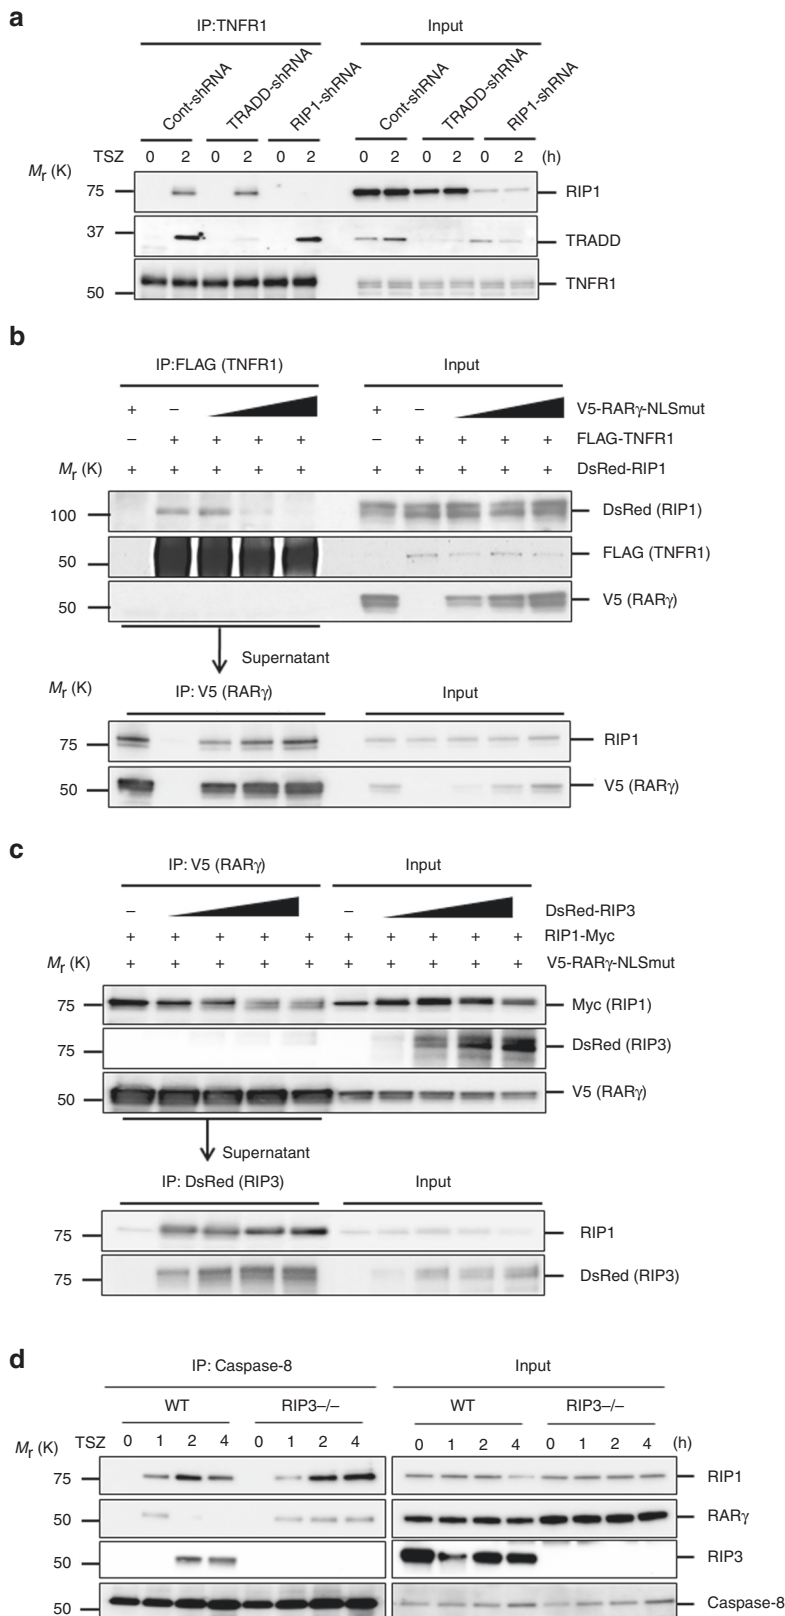 a
IP:TNFR1 Input
Cont-shRNA TRADD-shRNA RIP1-shRNA Cont-shRNA TRADD-shRNA RIP1-shRNA
TSZ 0 2 0 2 0 2 0 2 0 2 0 2 (h)
Mr (K)
75 RIP1
37 TRADD
50 TNFR1
b
IP:FLAG (TNFR1) Input
+ – + – V5-RARγ-NLSmut
– + + + + – + + + + FLAG-TNFR1
Mr (K) + + + + + + + + + + DsRed-RIP1
100 DsRed (RIP1)
50 FLAG (TNFR1)
50 V5 (RARγ)
Supernatant
Mr (K) IP: V5 (RARγ) Input
75 RIP1
50 V5 (RARγ)
c
IP: V5 (RARγ) Input
– – DsRed-RIP3
+ + + + + + + + + + RIP1-Myc
Mr (K) + + + + + + + + + + V5-RARγ-NLSmut
75 Myc (RIP1)
75 DsRed (RIP3)
50 V5 (RARγ)
Supernatant
IP: DsRed (RIP3) Input
75 RIP1
75 DsRed (RIP3)
d
IP: Caspase-8 Input
WT RIP3–/– WT RIP3–/–
Mr (K) TSZ 0 1 2 4 0 1 2 4 0 1 2 4 0 1 2 4 (h)
75 RIP1
50 RARγ
50 RIP3
50 Caspase-8